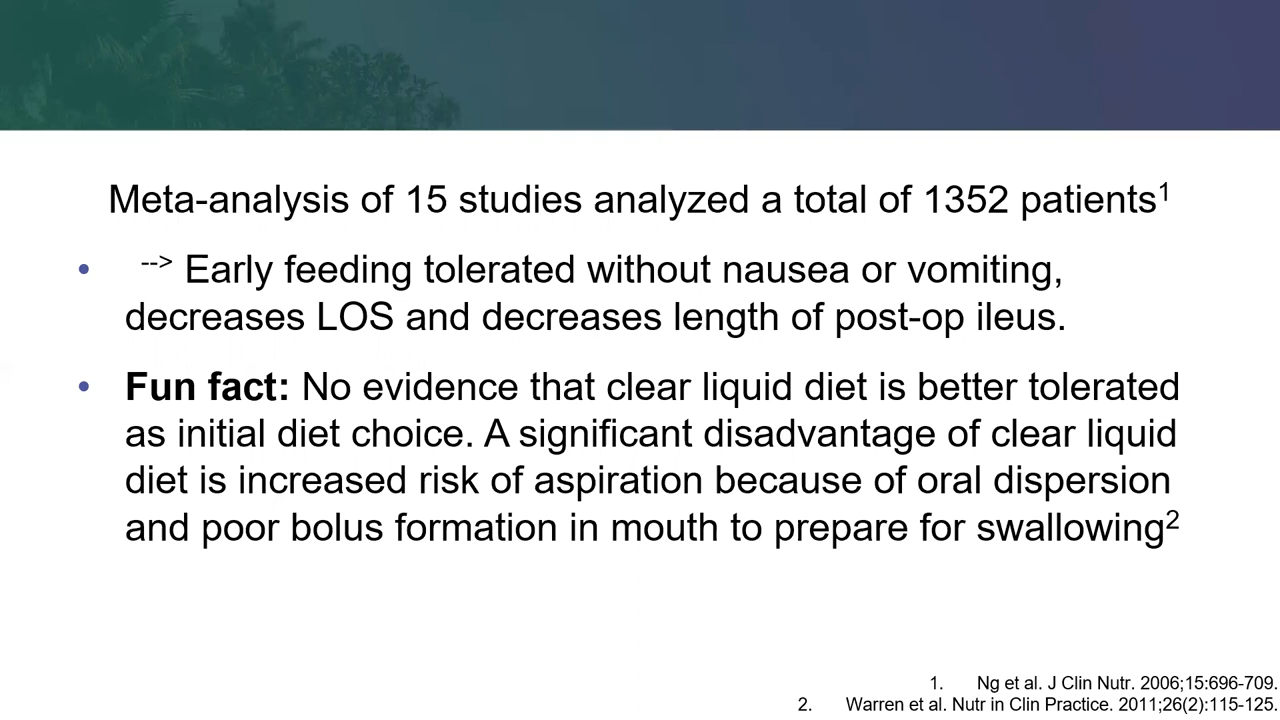 Meta-analysis of 15 studies analyzed a total of 1352 patients¹
• --> Early feeding tolerated without nausea or vomiting,
decreases LOS and decreases length of post-op ileus.
• Fun fact: No evidence that clear liquid diet is better tolerated
as initial diet choice. A significant disadvantage of clear liquid
diet is increased risk of aspiration because of oral dispersion
and poor bolus formation in mouth to prepare for swallowing²
1. Ng et al. J Clin Nutr. 2006;15:696-709.
2. Warren et al. Nutr in Clin Practice. 2011;26(2):115-125.